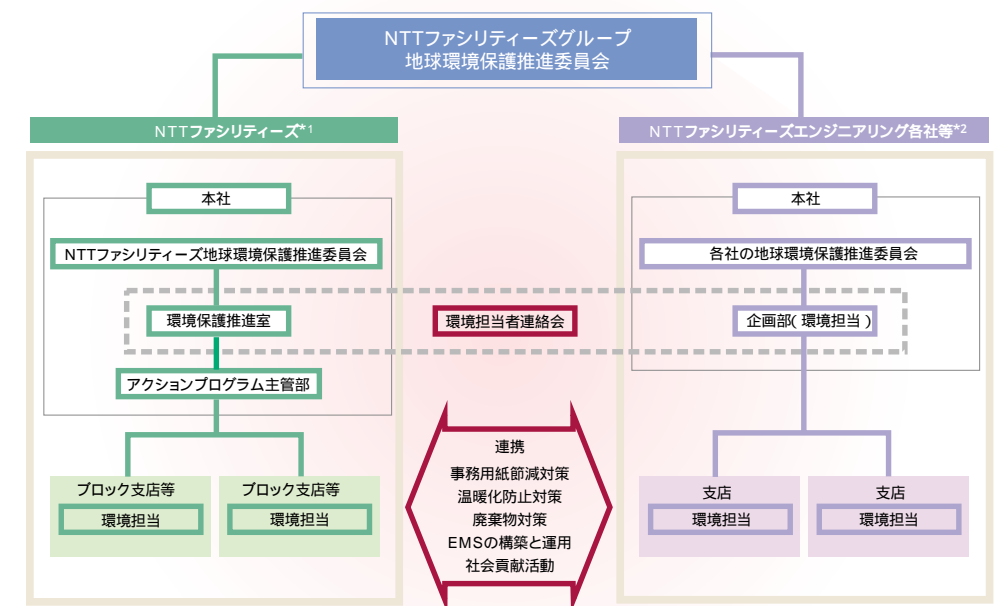 NTTファシリティーズグループ
地球環境保護推進委員会
NTTファシリティーズ*1
NTTファシリティーズエンジニアリング各社等*2
本社
NTTファシリティーズ地球環境保護推進委員会
環境保護推進室
アクションプログラム主管部
ブロック支店等
環境担当
ブロック支店等
環境担当
環境担当者連絡会
連携
事務用紙節減対策
温暖化防止対策
廃棄物対策
EMSの構築と運用
社会貢献活動
本社
各社の地球環境保護推進委員会
企画部(環境担当)
支店
環境担当
支店
環境担当